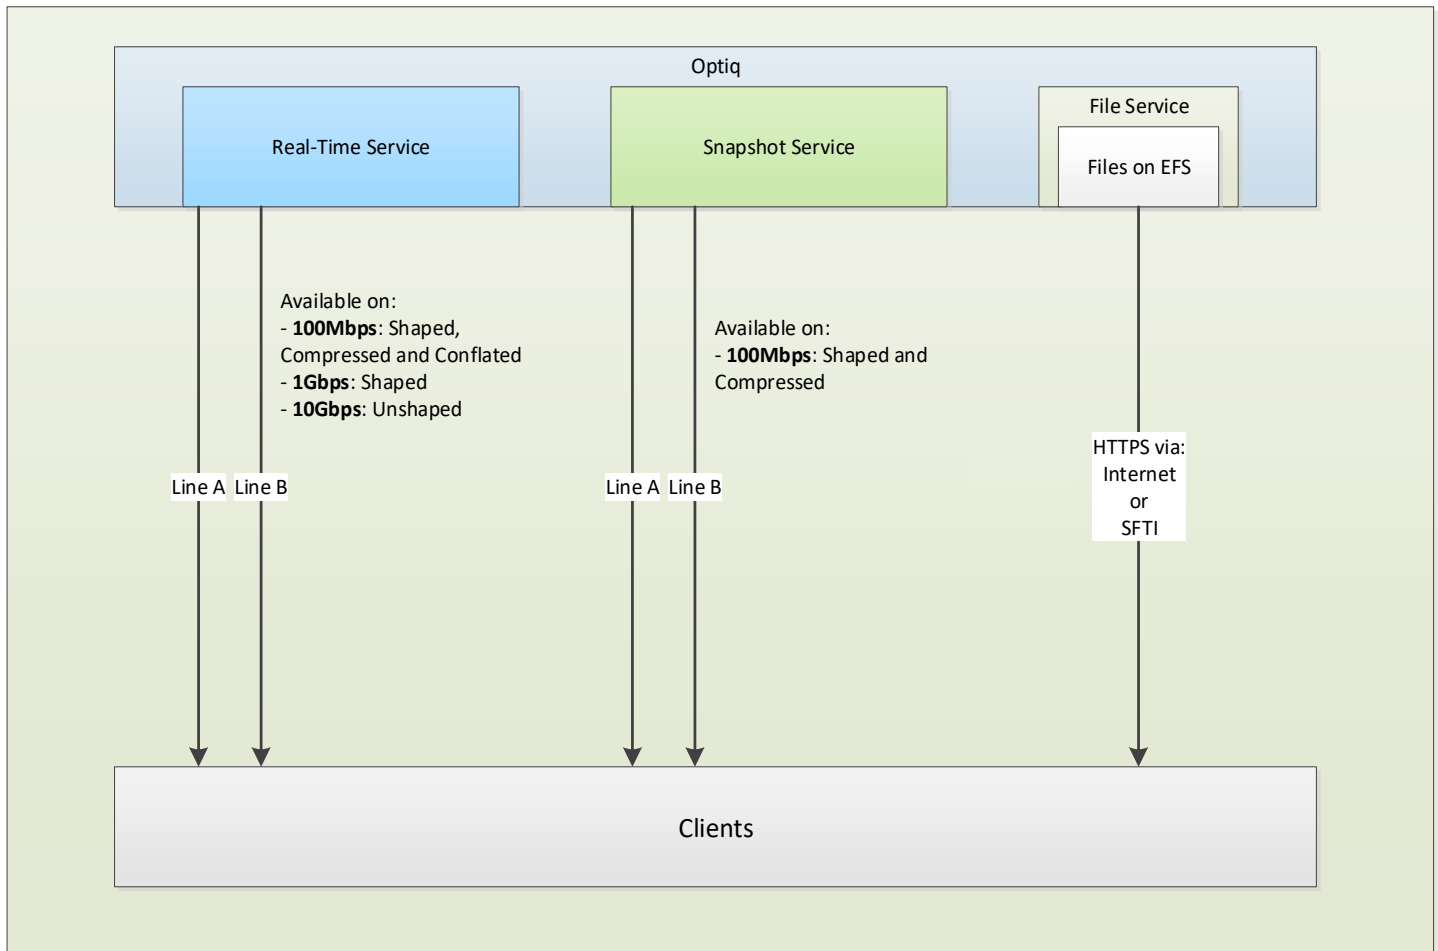 Optiq
Real-Time Service
Snapshot Service
File Service
Files on EFS
Available on:
- 100Mbps: Shaped,
Compressed and Conflated
- 1Gbps: Shaped
- 10Gbps: Unshaped
Available on:
- 100Mbps: Shaped and
Compressed
HTTPS via:
Internet
or
SFTI
Line A
Line B
Line A
Line B
Clients